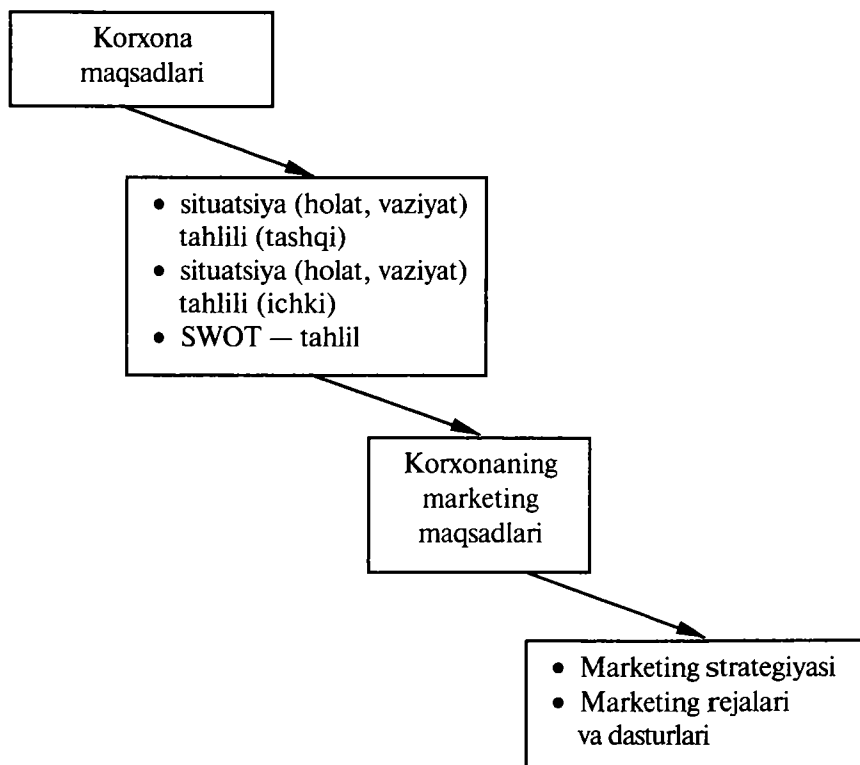 Korxona
maqsadlari
• situatsiya (holat, vaziyat)
tahlili (tashqi)
• situatsiya (holat, vaziyat)
tahlili (ichki)
• SWOT — tahlil
Korxonaning
marketing
maqsadlari
• Marketing strategiyasi
• Marketing rejalari
va dasturlari